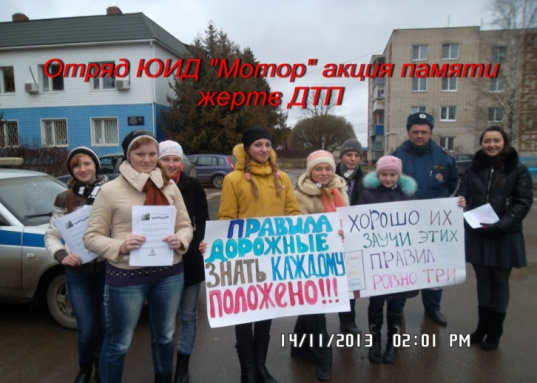 Отряд ЮИД "Мотор" акция памяти
жертв ДТП
ПРАВИЛА
ДОРОЖНЫЕ
ЗНАТЬ КАЖДОМУ
ПОЛОЖЕНО!!!
ХОРОШО ИХ
ЗАУЧИ ЭТИХ
ПРАВИЛ
РОВНО ТРИ
14/11/2013 02:01 PM